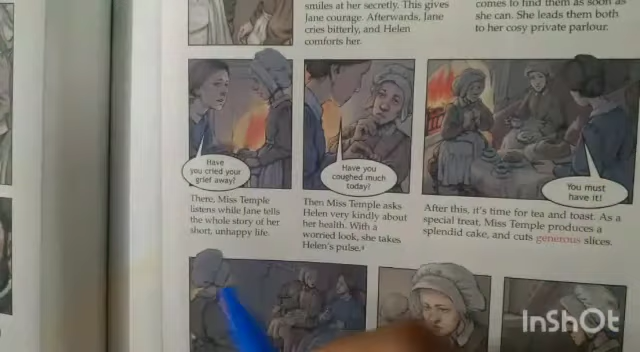 smiles at her secretly. This gives
Jane courage. Afterwards, Jane
cries bitterly, and Helen
comforts her.
comes to find them as soon as
she can. She leads them both
to her cosy private parlour.
Have
you cried your
grief away?
Have you
coughed much
today?
You must
have it!
There, Miss Temple
listens while Jane tells
the whole story of her
short, unhappy life.
Then Miss Temple asks
Helen very kindly about
her health. With a
worried look, she takes
Helen's pulse.⁴
After this, it's time for tea and toast. As a
special treat, Miss Temple produces a
splendid cake, and cuts generous slices.
InShOt